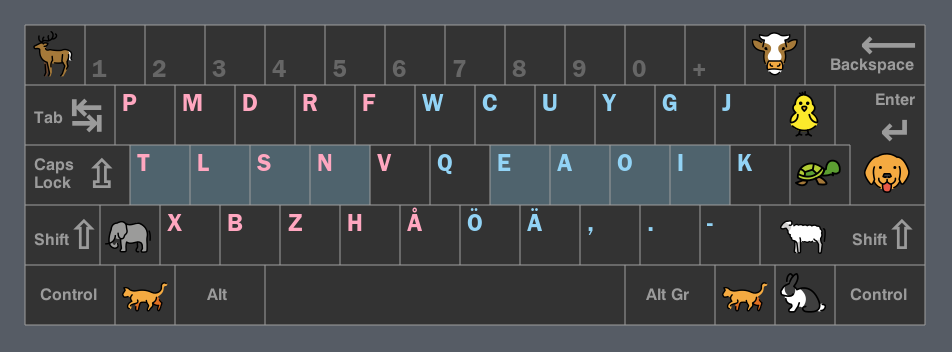 1 2 3 4 5 6 7 8 9 0 + Backspace
Tab P M D R F W C U Y G J Enter
Caps Lock T L S N V Q E A O I K
Shift X B Z H Å Ö Ä , . - Shift
Control Alt Alt Gr Control